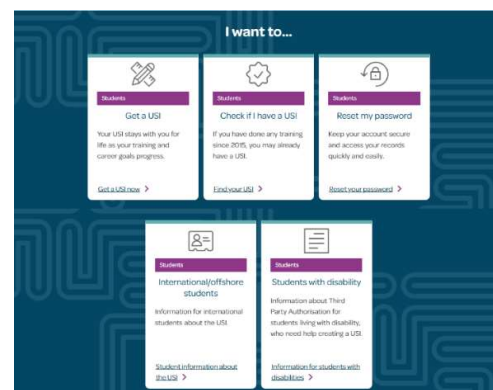 I want to...
Students
Get a USI
Your USI stays with you for
life as your training and
career goals progress.
Get a USI now
Students
Check if I have a USI
If you have done any training
since 2015, you may already
have a USI.
Find your USI
Students
Reset my password
Keep your account secure
and access your records
quickly and easily.
Reset your password
Students
International/offshore
students
Information for international
students about the USI.
Student information about
the USI
Students
Students with disability
Information about Third
Party Authorisation for
students living with disability,
who need help creating a USI.
Information for students with
disabilities